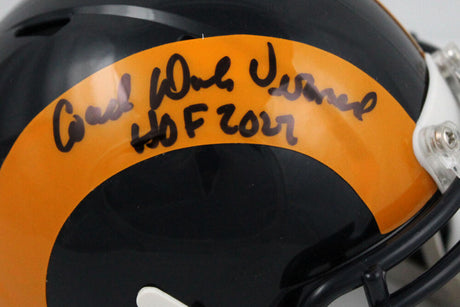 Coach Dick Vermeil
HOF 2022